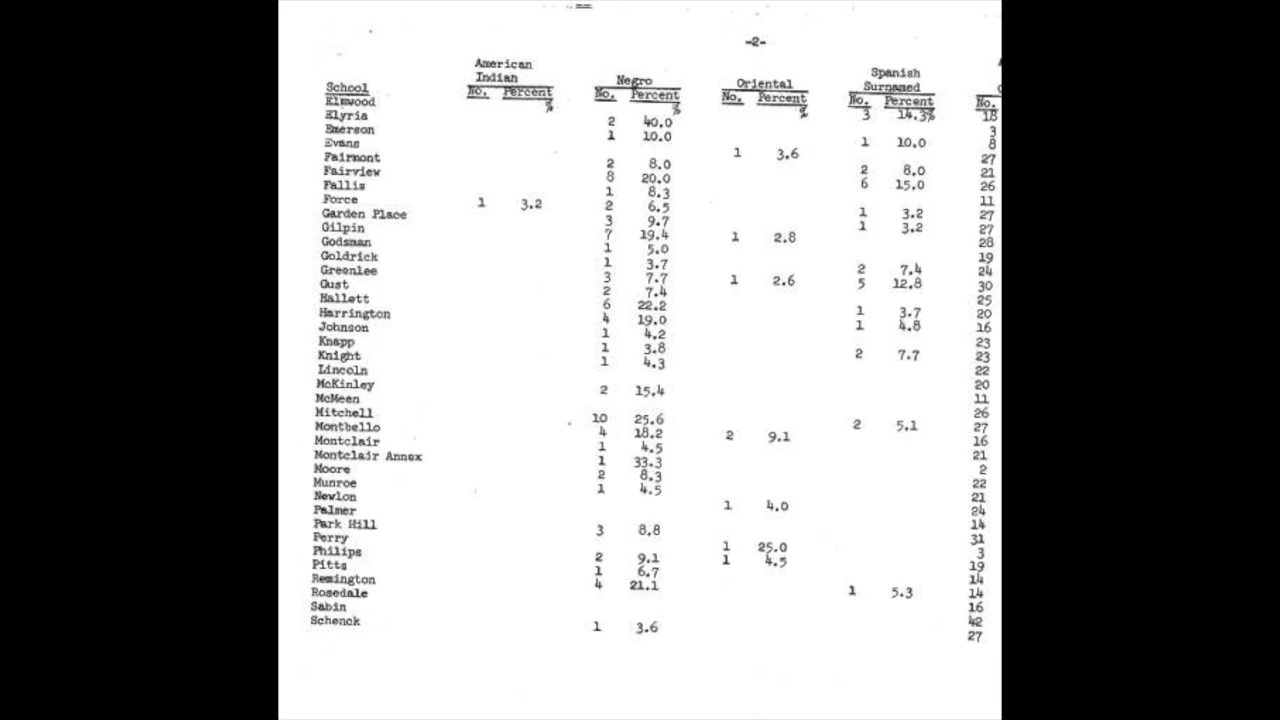 -2-
American
Indian Negro Oriental Spanish
Surnamed
School No. Percent No. Percent No. Percent No. Percent No.
% % %
Elmwood 3 14.3% 18
Elyria 2 40.0 3
Emerson 1 10.0 1 10.0 8
Evans 1 3.6 27
Fairmont 2 8.0 2 8.0 21
Fairview 8 20.0 6 15.0 26
Fallis 1 8.3 11
Force 1 3.2 2 6.5 1 3.2 27
Garden Place 3 9.7 1 3.2 27
Gilpin 7 19.4 1 2.8 28
Godsman 1 5.0 19
Goldrick 1 3.7 2 7.4 24
Greenlee 3 7.7 1 2.6 5 12.8 30
Gust 2 7.4 25
Hallett 6 22.2 1 3.7 20
Harrington 4 19.0 1 4.8 16
Johnson 1 4.2 23
Knapp 1 3.8 2 7.7 23
Knight 1 4.3 22
Lincoln 20
McKinley 2 15.4 11
McMeen 26
Mitchell 10 25.6 2 5.1 27
Montbello 4 18.2 2 9.1 16
Montclair 1 4.5 21
Montclair Annex 1 33.3 2
Moore 2 8.3 22
Munroe 1 4.5 21
Newlon 1 4.0 24
Palmer 14
Park Hill 3 8.8 31
Perry 1 25.0 3
Philips 2 9.1 1 4.5 19
Pitts 1 6.7 14
Remington 4 21.1 1 5.3 14
Rosedale 16
Sabin 42
Schenck 1 3.6 27